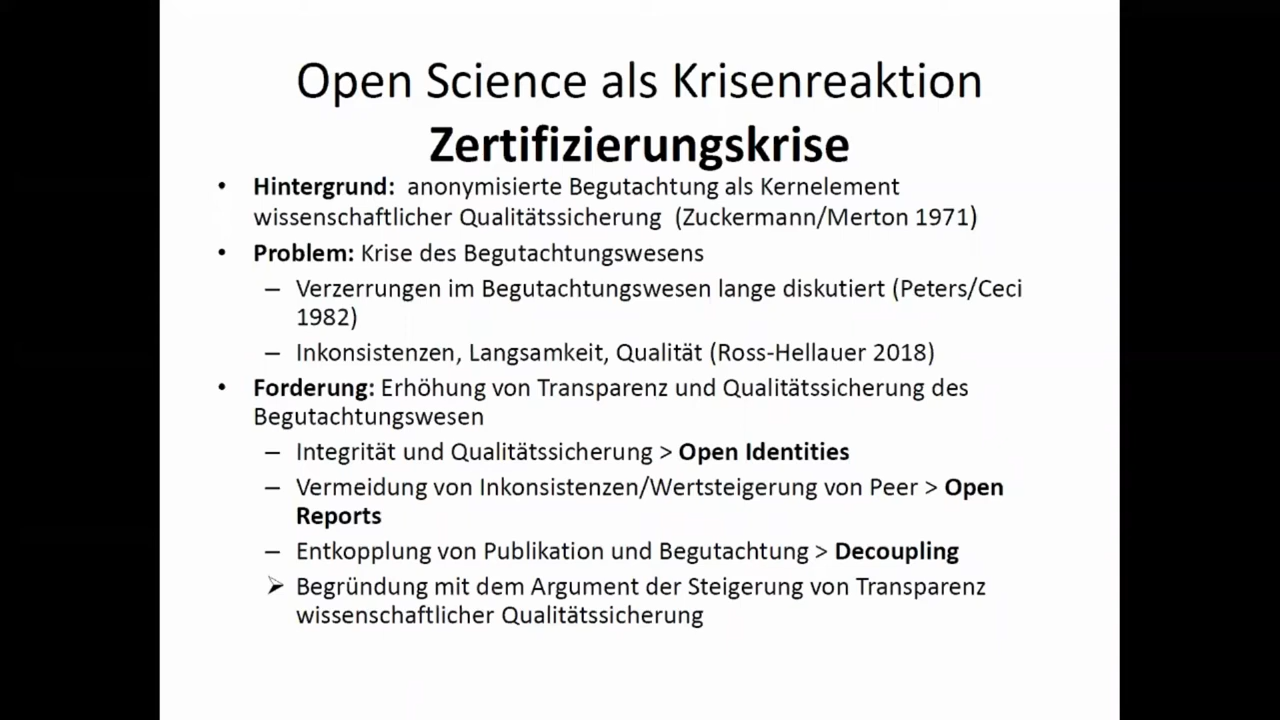 Open Science als Krisenreaktion
Zertifizierungskrise
• Hintergrund: anonymisierte Begutachtung als Kernelement
wissenschaftlicher Qualitätssicherung (Zuckermann/Merton 1971)
• Problem: Krise des Begutachtungswesens
– Verzerrungen im Begutachtungswesen lange diskutiert (Peters/Ceci
1982)
– Inkonsistenzen, Langsamkeit, Qualität (Ross-Hellauer 2018)
• Forderung: Erhöhung von Transparenz und Qualitätssicherung des
Begutachtungswesen
– Integrität und Qualitätssicherung > Open Identities
– Vermeidung von Inkonsistenzen/Wertsteigerung von Peer > Open
Reports
– Entkopplung von Publikation und Begutachtung > Decoupling
➢ Begründung mit dem Argument der Steigerung von Transparenz
wissenschaftlicher Qualitätssicherung